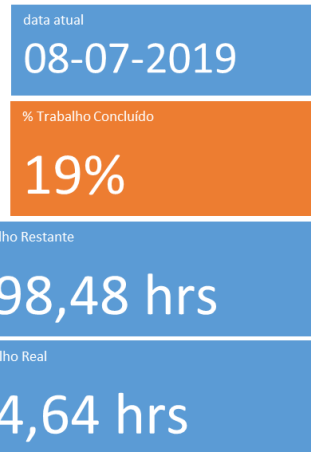 data atual
08-07-2019
% Trabalho Concluído
19%
lho Restante
98,48 hrs
lho Real
4,64 hrs